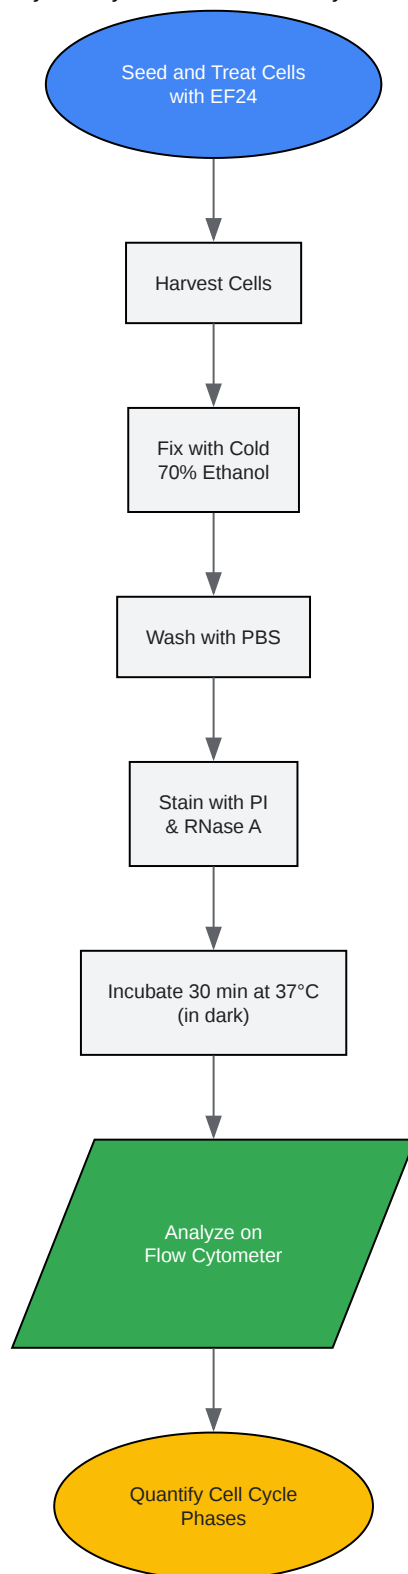 Seed and Treat Cells
with EF24
Harvest Cells
Fix with Cold
70% Ethanol
Wash with PBS
Stain with PI
& RNase A
Incubate 30 min at 37°C
(in dark)
Analyze on
Flow Cytometer
Quantify Cell Cycle
Phases